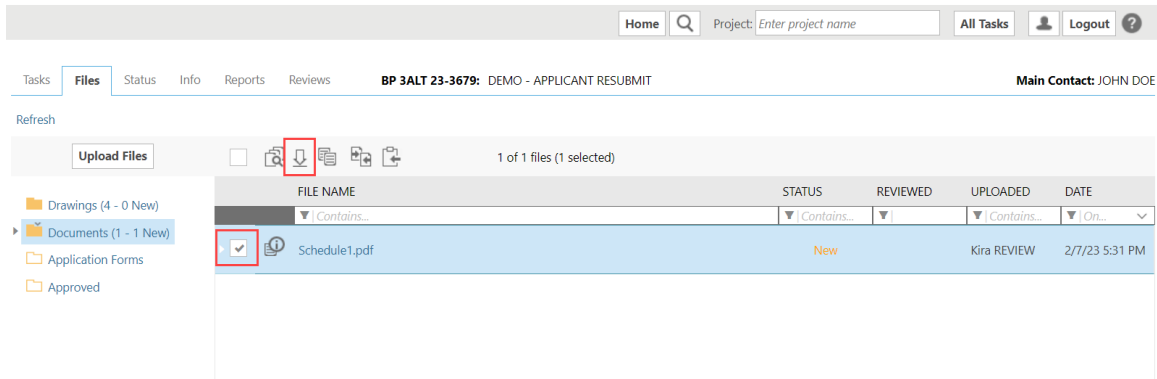 Home Project: Enter project name All Tasks Logout ?
Tasks Files Status Info Reports Reviews BP 3ALT 23-3679: DEMO - APPLICANT RESUBMIT Main Contact: JOHN DOE
Refresh
Upload Files 1 of 1 files (1 selected)
FILE NAME STATUS REVIEWED UPLOADED DATE
Contains... Contains... Contains... On...
Drawings (4 - 0 New)
Documents (1 - 1 New)
Application Forms
Approved
Schedule1.pdf New Kira REVIEW 2/7/23 5:31 PM